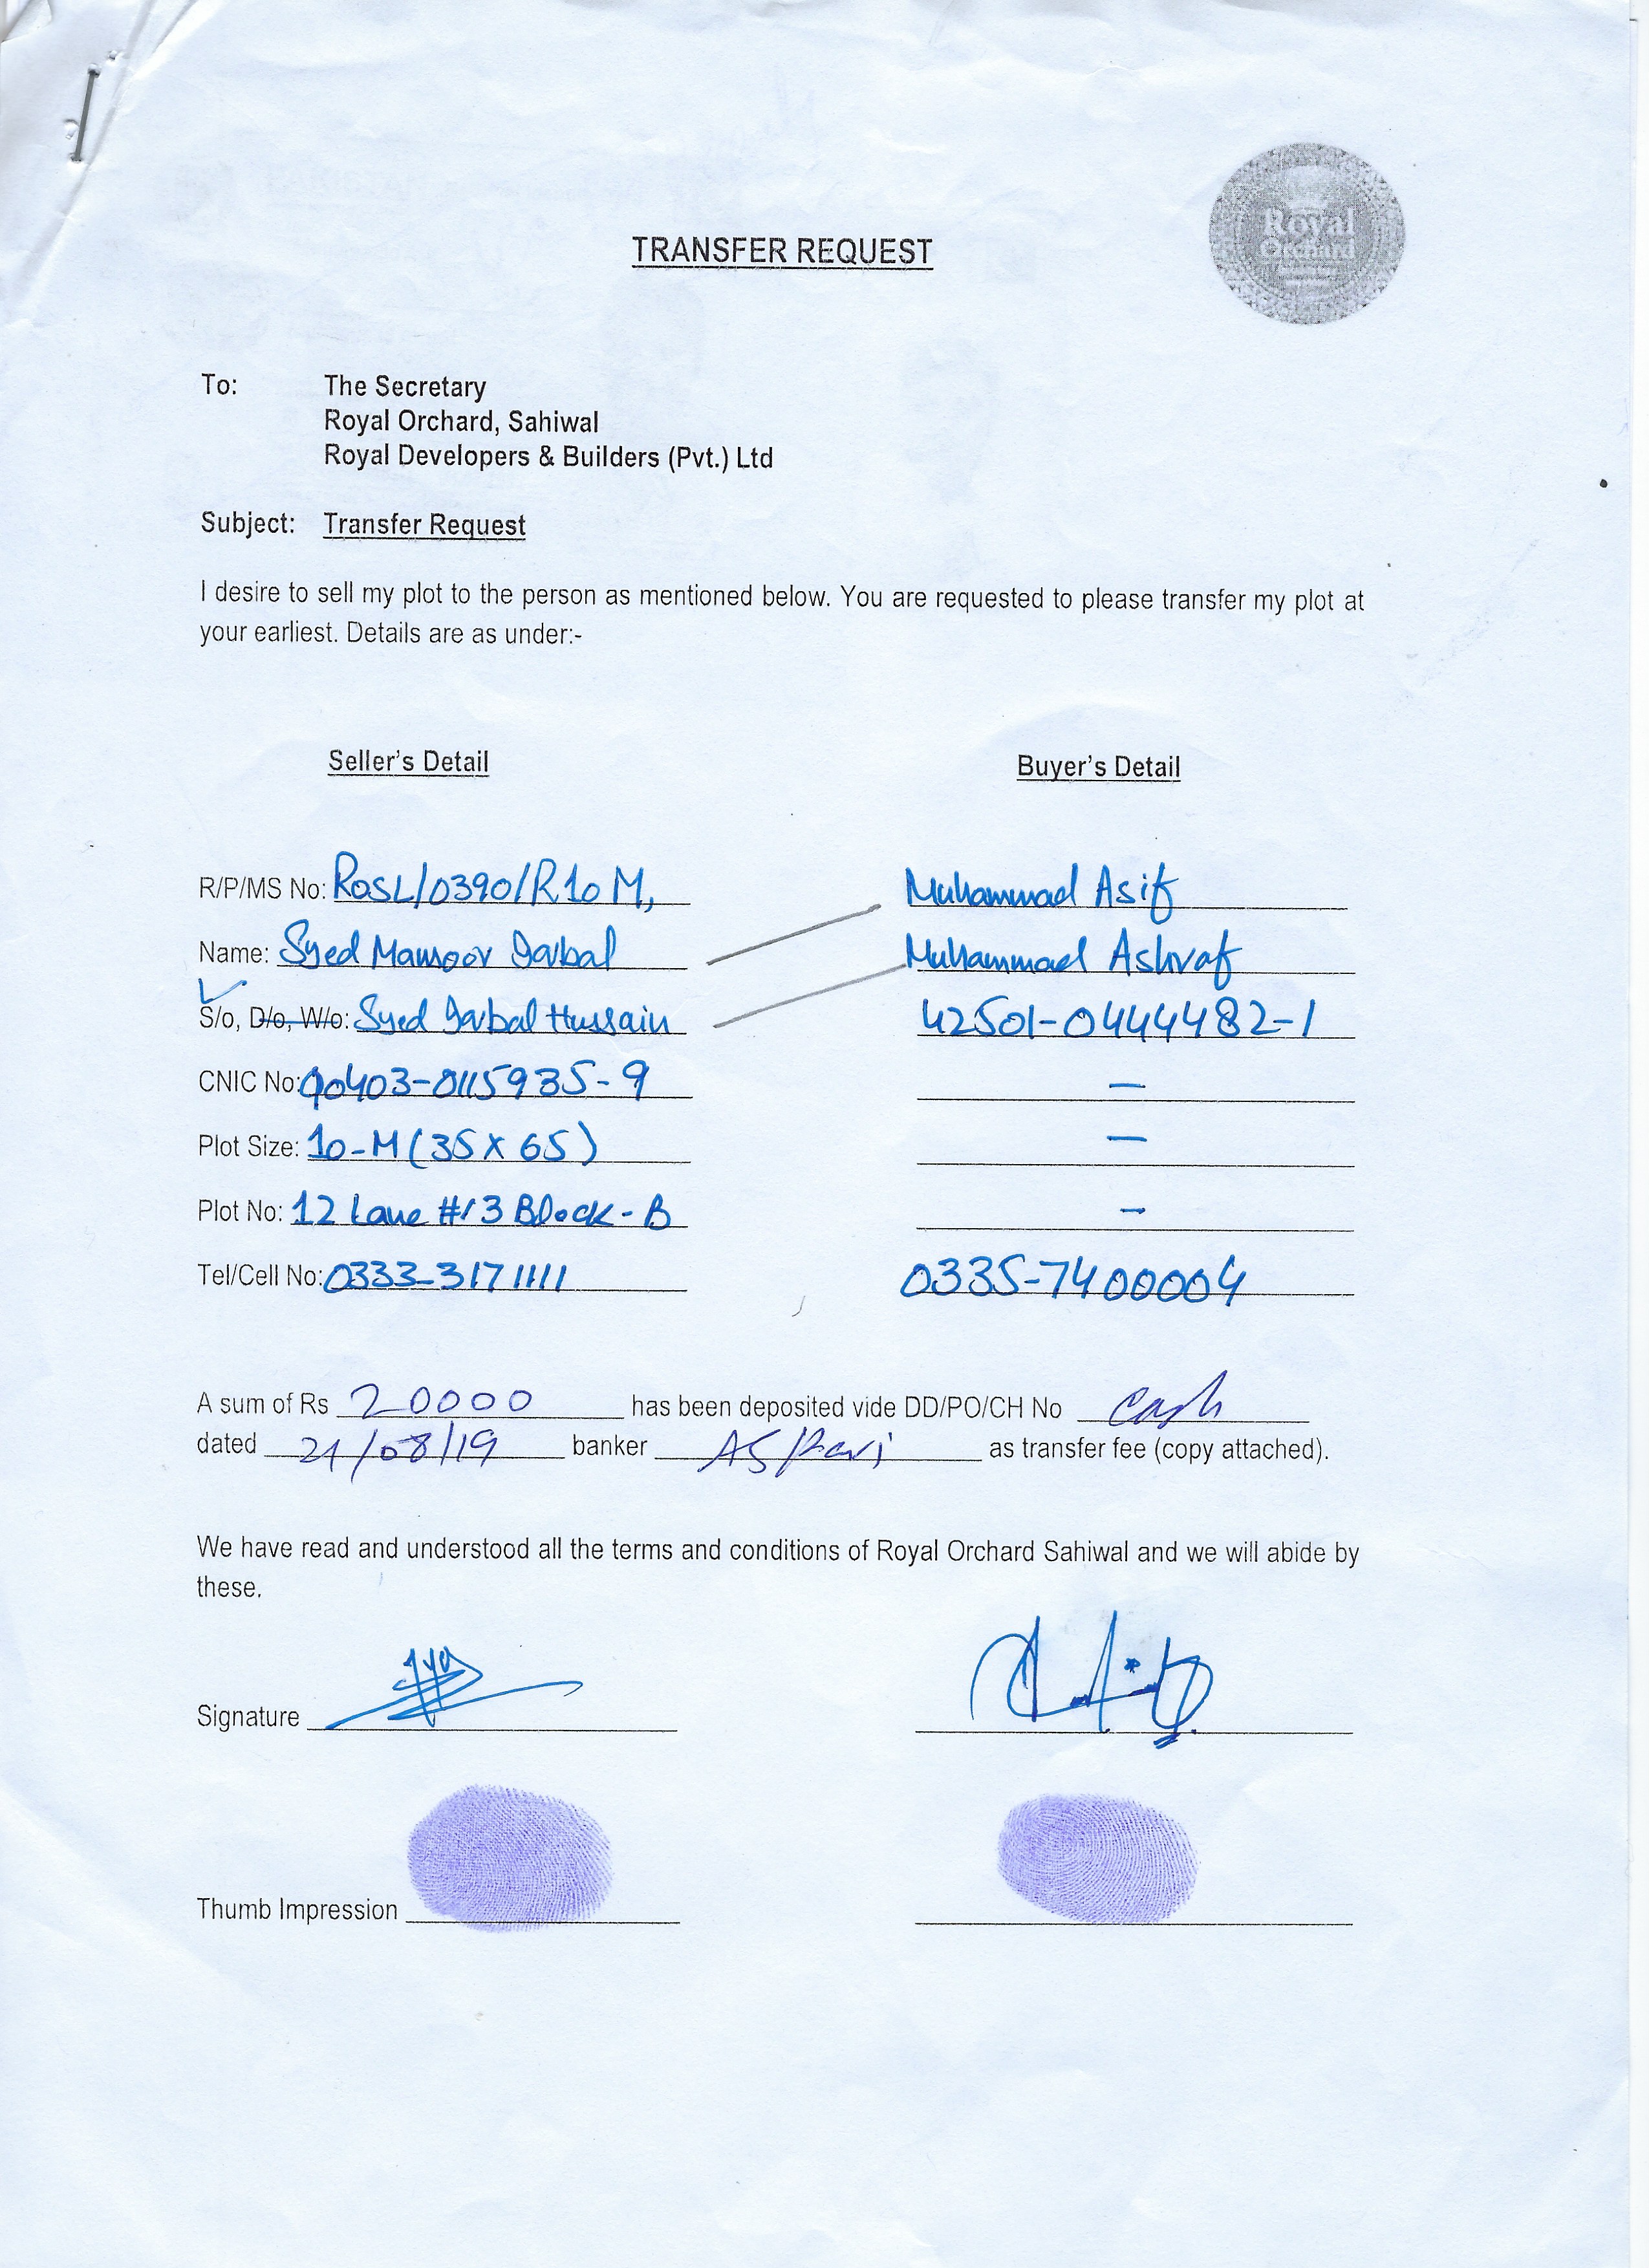 Royal
Orchard
TRANSFER REQUEST
To: The Secretary
Royal Orchard, Sahiwal
Royal Developers & Builders (Pvt.) Ltd
Subject: Transfer Request
I desire to sell my plot to the person as mentioned below. You are requested to please transfer my plot at
your earliest. Details are as under:-
Seller's Detail Buyer's Detail
R/P/MS No: ROSL/0390/R10M, Muhammad Asif
Name: Syed Mansoor Iqbal Muhammad Ashraf
S/o, D/o, W/o: Syed Iqbal Hussain 42501-0444482-1
CNIC No: 40403-0115935-9 —
Plot Size: 10-M (35 X 65) —
Plot No: 12 Lane #13 Block-B —
Tel/Cell No: 0333-3171111 0335-7400004
A sum of Rs 20000 has been deposited vide DD/PO/CH No cash
dated 21/08/19 banker Askari as transfer fee (copy attached).
We have read and understood all the terms and conditions of Royal Orchard Sahiwal and we will abide by
these.
Signature
Thumb Impression